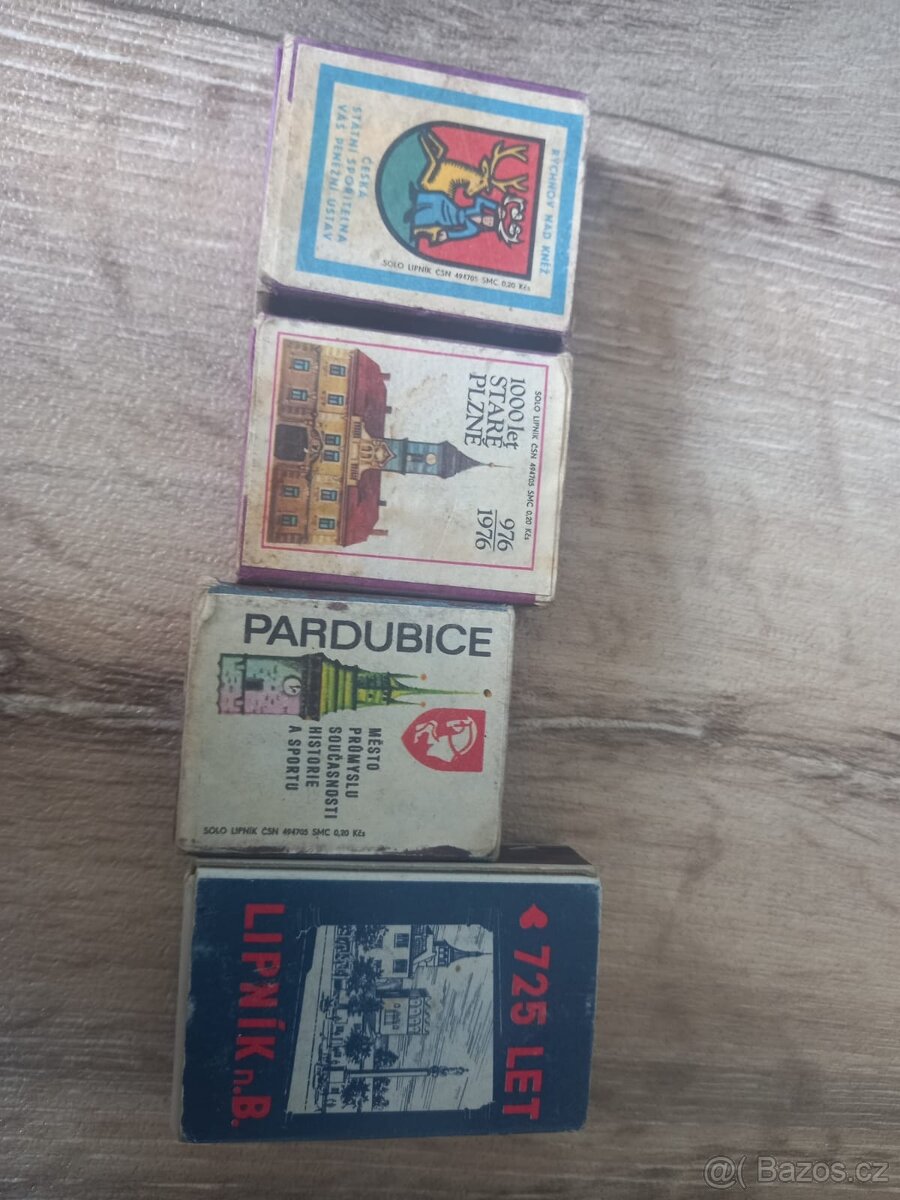 RYCHNOV NAD KNĚŽ
ČESKÁ
STÁTNÍ SPOŘITELNA
VÁŠ PENĚŽNÍ ÚSTAV
SOLO LIPNÍK ČSN 494705 SMC 0,20 Kčs
SOLO LIPNÍK ČSN 494705 SMC 0,20 Kčs
1000 let
STARÉ
PLZNĚ
976
1976
PARDUBICE
MĚSTO
PRŮMYSLU
SOUČASNOSTI
HISTORIE
A SPORTU
SOLO LIPNÍK ČSN 494705 SMC 0,20 Kčs
725 LET
LIPNÍK n.B.
@( Bazos.cz